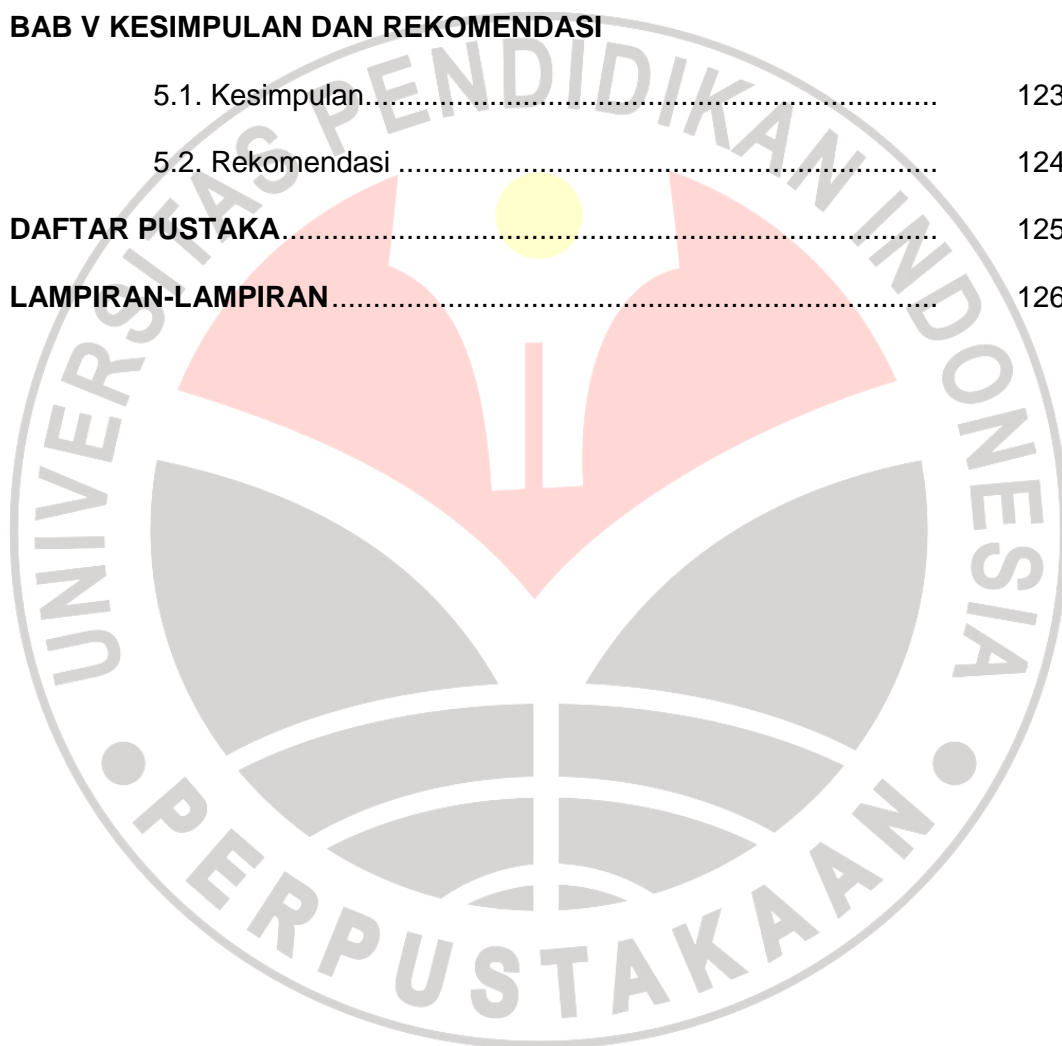 BAB V KESIMPULAN DAN REKOMENDASI
5.1. Kesimpulan.................................................................... 123
5.2. Rekomendasi ................................................................ 124
DAFTAR PUSTAKA.............................................................................. 125
LAMPIRAN-LAMPIRAN........................................................................ 126
UNIVERSITAS PENDIDIKAN INDONESIA
PERPUSTAKAAN